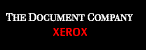 THE DOCUMENT COMPANY
XEROX